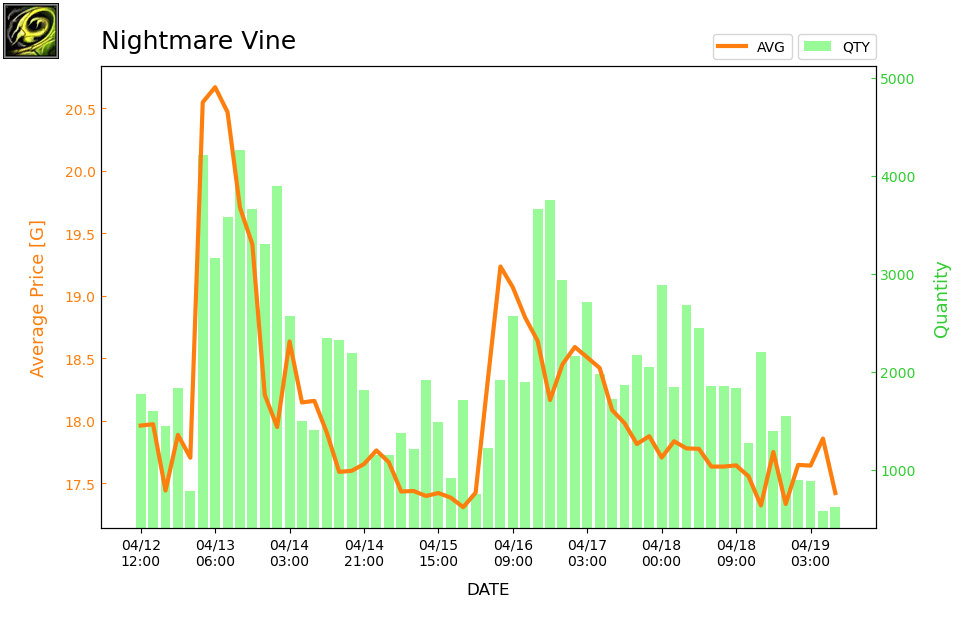 Nightmare Vine
AVG
QTY
Average Price [G]
20.5
20.0
19.5
19.0
18.5
18.0
17.5
5000
4000
3000
2000
1000
Quantity
04/12 04/13 04/14 04/14 04/15 04/16 04/17 04/18 04/18 04/19
12:00 06:00 03:00 21:00 15:00 09:00 03:00 00:00 09:00 03:00
DATE